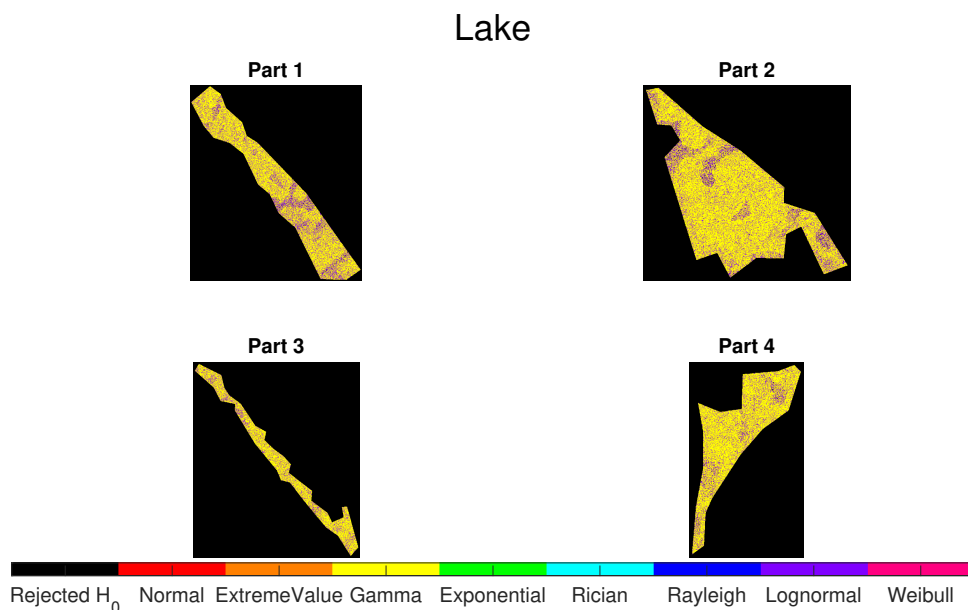 Lake
Part 1
Part 2
Part 3
Part 4
Rejected H0 Normal ExtremeValue Gamma Exponential Rician Rayleigh Lognormal Weibull